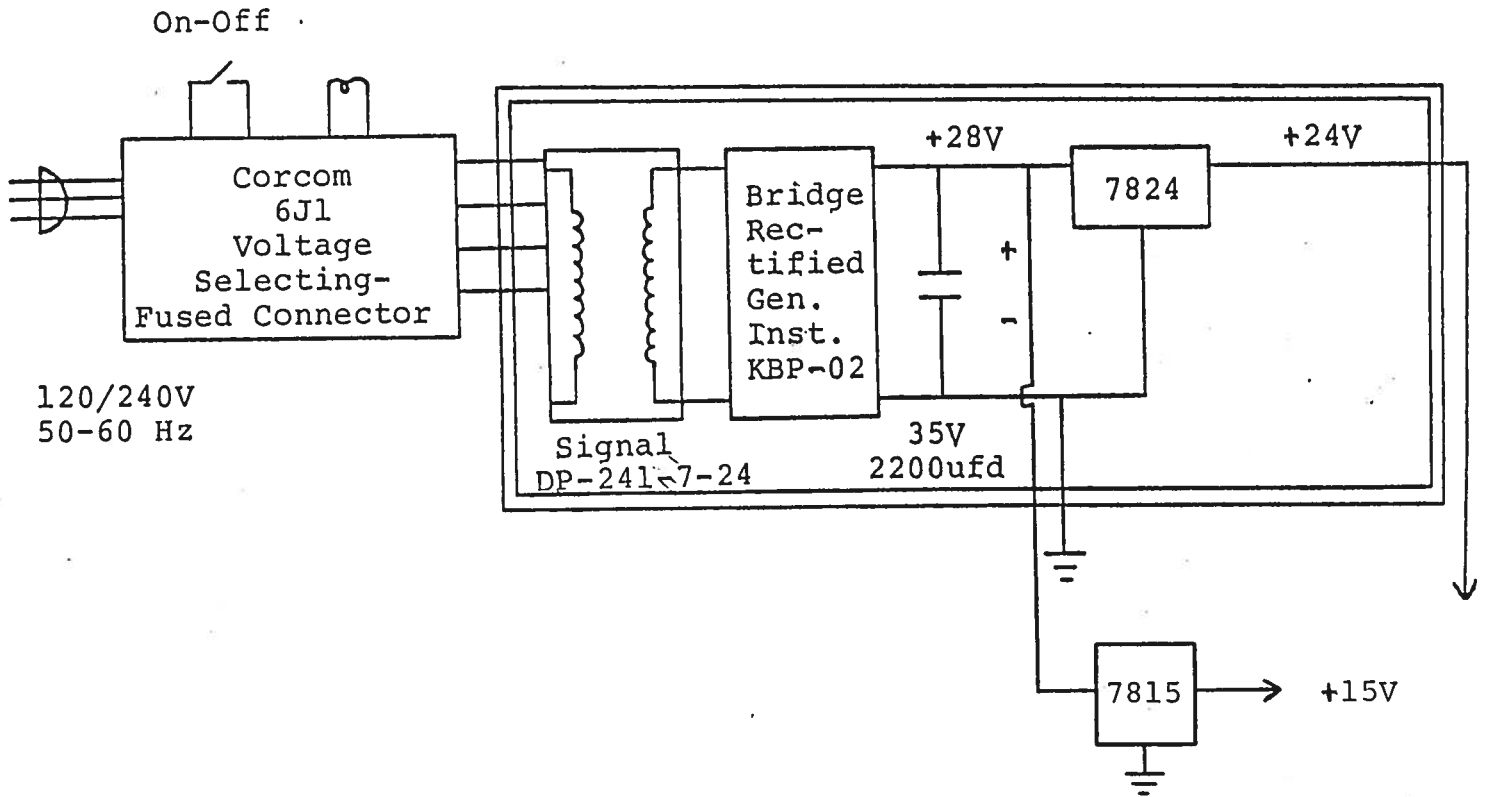 On-Off
Corcom
6J1
Voltage
Selecting-
Fused Connector
120/240V
50-60 Hz
Signal
DP-241-7-24
Bridge
Rec-
tified
Gen.
Inst.
KBP-02
+28V
+
-
35V
2200ufd
7824
+24V
7815
+15V